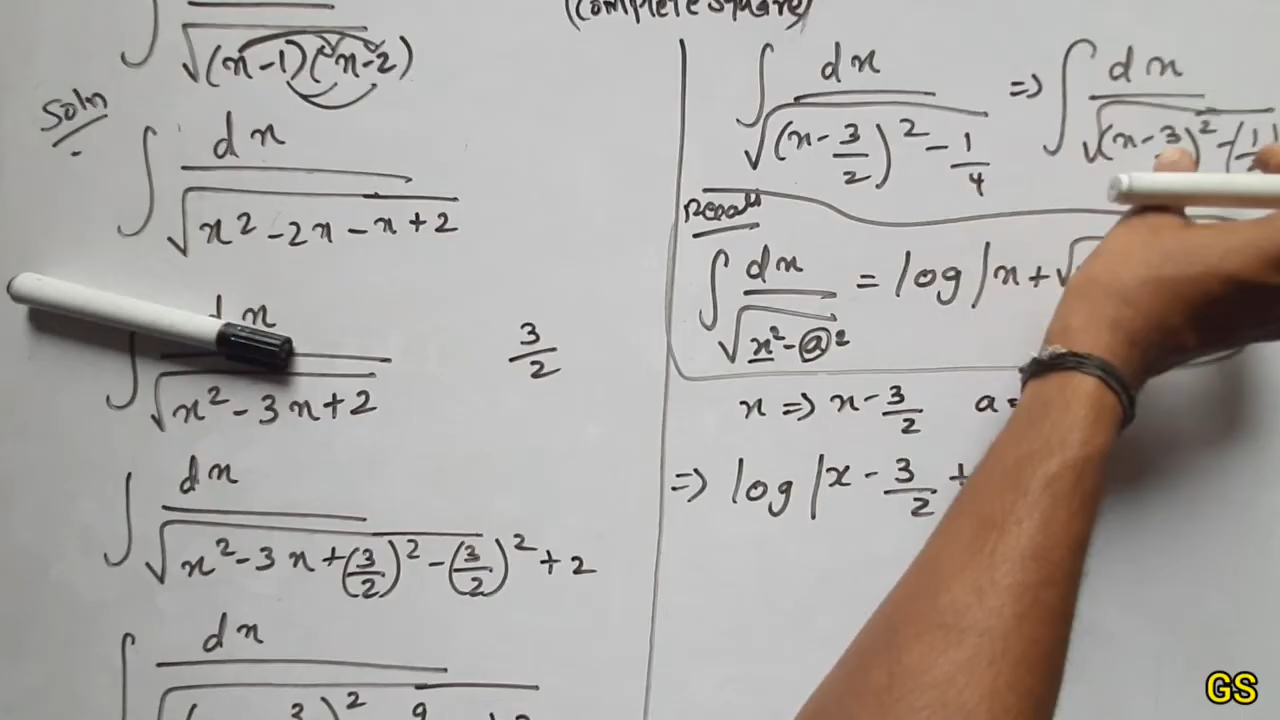 (Complete square)
∫ dx / √(x-1)(x-2)
Soln
∫ dx / √x² - 2x - x + 2
∫ dx / √x² - 3x + 2
3/2
∫ dx / √x² - 3x + (3/2)² - (3/2)² + 2
∫ dx
∫ dx / √(x - 3/2)² - 1/4 => ∫ dx / √(x - 3
Recall
∫ dx / √x² - a² = log|x + √
x => x - 3/2 a =
=> log|x - 3/2 +
GS